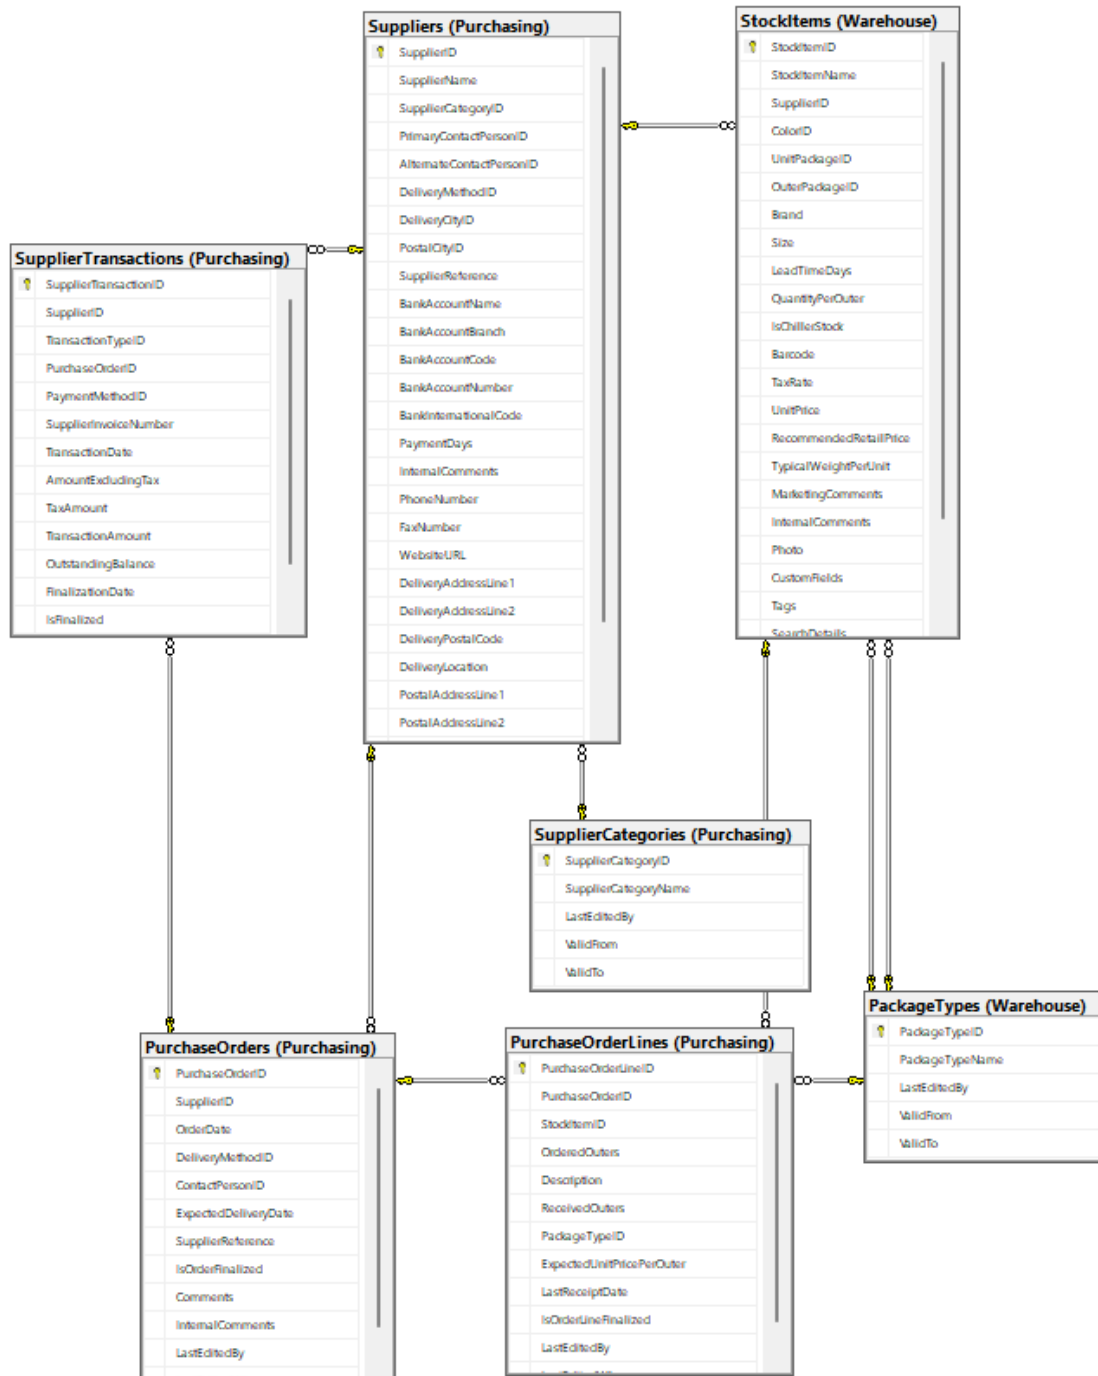 Suppliers (Purchasing)
SupplierID
SupplierName
SupplierCategoryID
PrimaryContactPersonID
AlternateContactPersonID
DeliveryMethodID
DeliveryCityID
PostalCityID
SupplierReference
BankAccountName
BankAccountBranch
BankAccountCode
BankAccountNumber
BankInternationalCode
PaymentDays
InternalComments
PhoneNumber
FaxNumber
WebsiteURL
DeliveryAddressLine1
DeliveryAddressLine2
DeliveryPostalCode
DeliveryLocation
PostalAddressLine1
PostalAddressLine2
StockItems (Warehouse)
StockItemID
StockItemName
SupplierID
ColorID
UnitPackageID
OuterPackageID
Brand
Size
LeadTimeDays
QuantityPerOuter
IsChillerStock
Barcode
TaxRate
UnitPrice
RecommendedRetailPrice
TypicalWeightPerUnit
MarketingComments
InternalComments
Photo
CustomFields
Tags
SearchDetails
SupplierTransactions (Purchasing)
SupplierTransactionID
SupplierID
TransactionTypeID
PurchaseOrderID
PaymentMethodID
SupplierInvoiceNumber
TransactionDate
AmountExcludingTax
TaxAmount
TransactionAmount
OutstandingBalance
FinalizationDate
IsFinalized
SupplierCategories (Purchasing)
SupplierCategoryID
SupplierCategoryName
LastEditedBy
ValidFrom
ValidTo
PackageTypes (Warehouse)
PackageTypeID
PackageTypeName
LastEditedBy
ValidFrom
ValidTo
PurchaseOrders (Purchasing)
PurchaseOrderID
SupplierID
OrderDate
DeliveryMethodID
ContactPersonID
ExpectedDeliveryDate
SupplierReference
IsOrderFinalized
Comments
InternalComments
LastEditedBy
PurchaseOrderLines (Purchasing)
PurchaseOrderLineID
PurchaseOrderID
StockItemID
OrderedOuters
Description
ReceivedOuters
PackageTypeID
ExpectedUnitPricePerOuter
LastReceiptDate
IsOrderLineFinalized
LastEditedBy